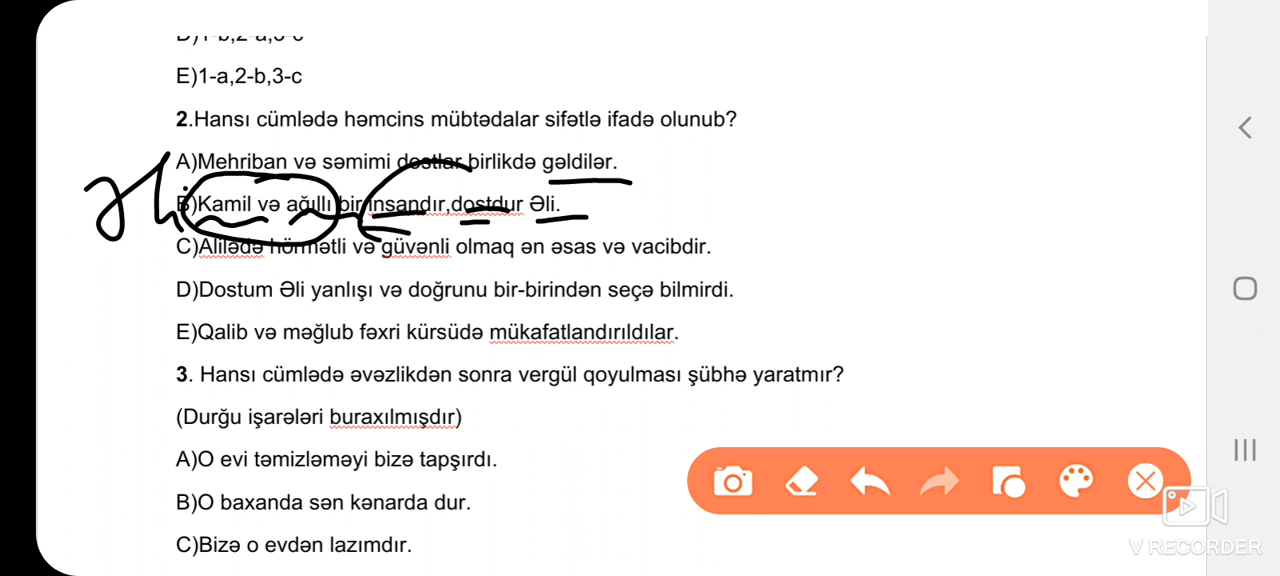 E)1-a,2-b,3-c
2.Hansı cümlədə həmcins mübtədalar sifətlə ifadə olunub?
A)Mehriban və səmimi dostlar birlikdə gəldilər.
B)Kamil və ağıllı bir insandır,dostdur Əli.
C)Alilədə hörmətli və güvənli olmaq ən əsas və vacibdir.
D)Dostum Əli yanlışı və doğrunu bir-birindən seçə bilmirdi.
E)Qalib və məğlub fəxri kürsüdə mükafatlandırıldılar.
3. Hansı cümlədə əvəzlikdən sonra vergül qoyulması şübhə yaratmır?
(Durğu işarələri buraxılmışdır)
A)O evi təmizləməyi bizə tapşırdı.
B)O baxanda sən kənarda dur.
C)Bizə o evdən lazımdır.
V RECORDER